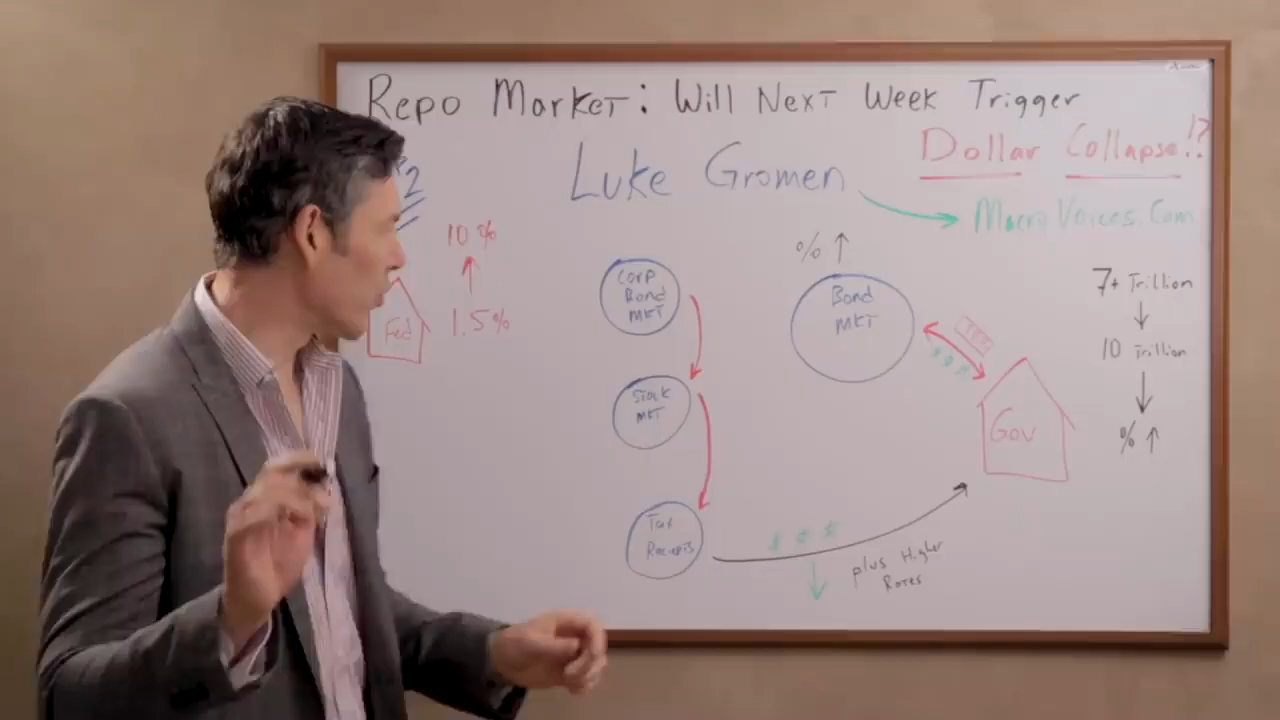 Repo Market: Will Next Week Trigger
Dollar Collapse!?
Luke Gromen
MacroVoices.Com
2
10%
1.5%
Fed
Corp
Bond
MKT
Stock
MKT
Tax
Receipts
% ↑
Bond
MKT
Gov
7+ Trillion
10 Trillion
% ↑
$ $ $
plus Higher
Rates